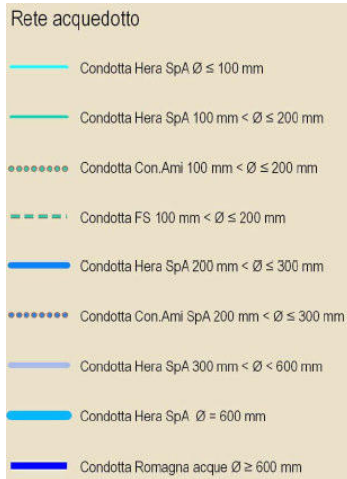 Rete acquedotto
Condotta Hera SpA Ø ≤ 100 mm
Condotta Hera SpA 100 mm < Ø ≤ 200 mm
Condotta Con.Ami 100 mm < Ø ≤ 200 mm
Condotta FS 100 mm < Ø ≤ 200 mm
Condotta Hera SpA 200 mm < Ø ≤ 300 mm
Condotta Con.Ami SpA 200 mm < Ø ≤ 300 mm
Condotta Hera SpA 300 mm < Ø < 600 mm
Condotta Hera SpA Ø = 600 mm
Condotta Romagna acque Ø ≥ 600 mm